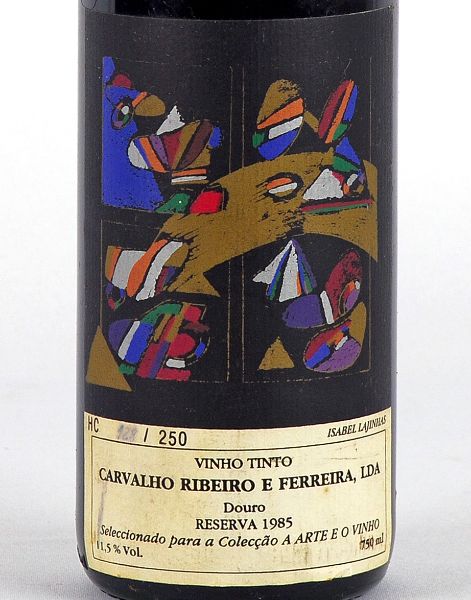 HC / 250
ISABEL LAJINHAS
VINHO TINTO
CARVALHO RIBEIRO E FERREIRA, LDA
Douro
RESERVA 1985
Seleccionado para a Colecção A ARTE E O VINHO
11,5 % Vol. 750 ml